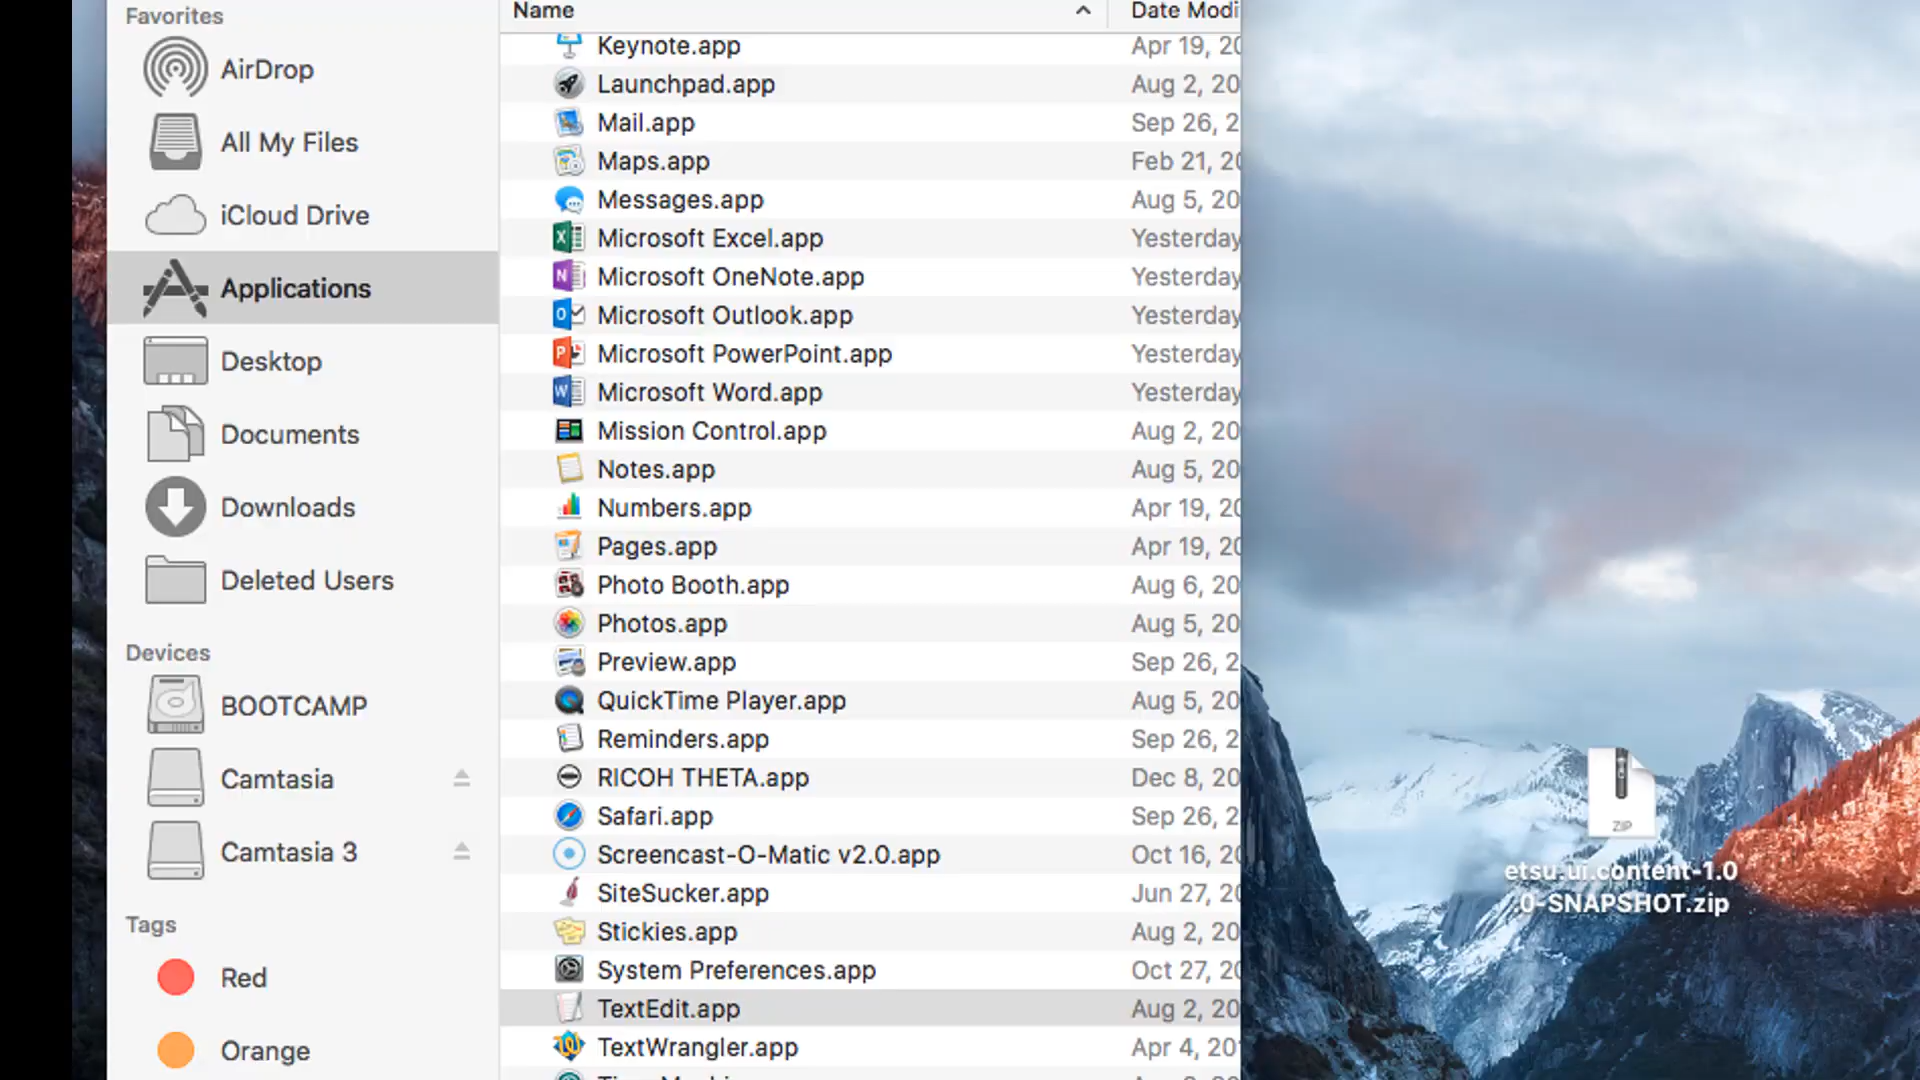 Favorites
AirDrop
All My Files
iCloud Drive
Applications
Desktop
Documents
Downloads
Deleted Users
Devices
BOOTCAMP
Camtasia
Camtasia 3
Tags
Red
Orange
Name Date Modi
Keynote.app Apr 19, 20
Launchpad.app Aug 2, 20
Mail.app Sep 26, 2
Maps.app Feb 21, 20
Messages.app Aug 5, 20
Microsoft Excel.app Yesterday
Microsoft OneNote.app Yesterday
Microsoft Outlook.app Yesterday
Microsoft PowerPoint.app Yesterday
Microsoft Word.app Yesterday
Mission Control.app Aug 2, 20
Notes.app Aug 5, 20
Numbers.app Apr 19, 20
Pages.app Apr 19, 20
Photo Booth.app Aug 6, 20
Photos.app Aug 5, 20
Preview.app Sep 26, 2
QuickTime Player.app Aug 5, 20
Reminders.app Sep 26, 2
RICOH THETA.app Dec 8, 20
Safari.app Sep 26, 2
Screencast-O-Matic v2.0.app Oct 16, 20
SiteSucker.app Jun 27, 20
Stickies.app Aug 2, 20
System Preferences.app Oct 27, 20
TextEdit.app Aug 2, 20
TextWrangler.app Apr 4, 20
ZIP
etsu.ui.content-1.0
.0-SNAPSHOT.zip